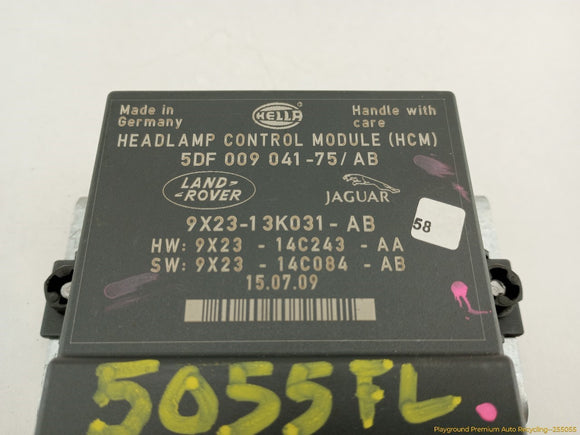 Made in
Germany
HELLA
Handle with
care
HEADLAMP CONTROL MODULE (HCM)
5DF 009 041-75/AB
LAND-
ROVER
JAGUAR
9X23-13K031-AB
58
HW: 9X23 - 14C243 - AA
SW: 9X23 - 14C084 - AB
15.07.09
5055FL.
Playground Premium Auto Recycling--255055